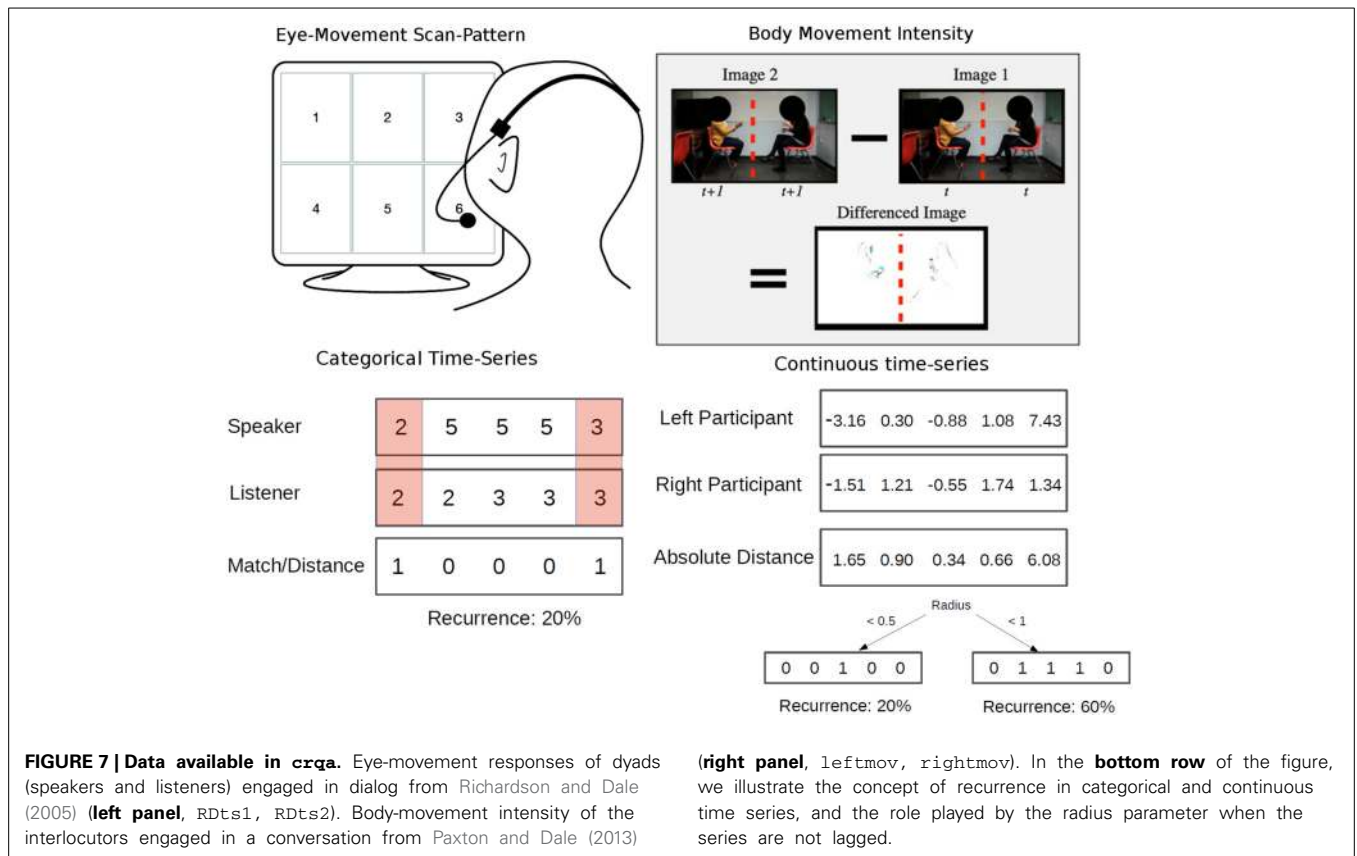 Eye-Movement Scan-Pattern
1 2 3
4 5 6
Body Movement Intensity
Image 2 Image 1
t+1 t+1 t t
Differenced Image
Categorical Time-Series
Speaker 2 5 5 5 3
Listener 2 2 3 3 3
Match/Distance 1 0 0 0 1
Recurrence: 20%
Continuous time-series
Left Participant -3.16 0.30 -0.88 1.08 7.43
Right Participant -1.51 1.21 -0.55 1.74 1.34
Absolute Distance 1.65 0.90 0.34 0.66 6.08
Radius
< 0.5 < 1
0 0 1 0 0 0 1 1 1 0
Recurrence: 20% Recurrence: 60%
FIGURE 7 | Data available in crqa. Eye-movement responses of dyads
(speakers and listeners) engaged in dialog from Richardson and Dale
(2005) (left panel, RDts1, RDts2). Body-movement intensity of the
interlocutors engaged in a conversation from Paxton and Dale (2013)
(right panel, leftmov, rightmov). In the bottom row of the figure,
we illustrate the concept of recurrence in categorical and continuous
time series, and the role played by the radius parameter when the
series are not lagged.